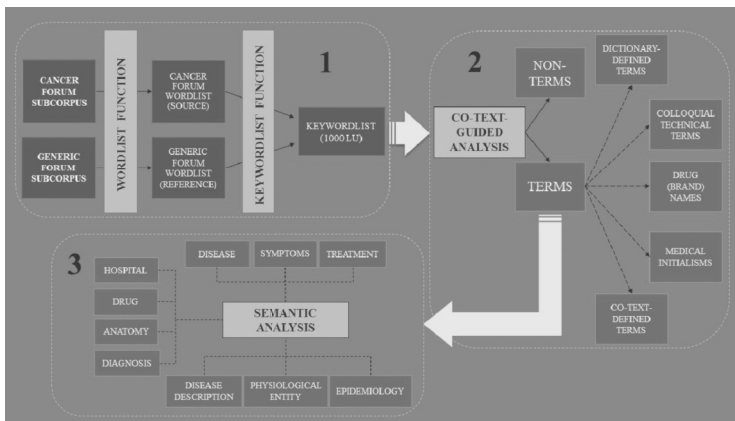 1
CANCER
FORUM
SUBCORPUS
WORDLIST FUNCTION
CANCER
FORUM
WORDLIST
(SOURCE)
KEYWORDLIST FUNCTION
KEYWORDLIST
(1000 LU)
GENERIC
FORUM
SUBCORPUS
GENERIC
FORUM
WORDLIST
(REFERENCE)
2
NON-
TERMS
DICTIONARY-
DEFINED
TERMS
CO-TEXT-
GUIDED
ANALYSIS
COLLOQUIAL
TECHNICAL
TERMS
TERMS
DRUG
(BRAND)
NAMES
MEDICAL
INITIALISMS
CO-TEXT-
DEFINED
TERMS
3
DISEASE
SYMPTOMS
TREATMENT
HOSPITAL
DRUG
ANATOMY
DIAGNOSIS
SEMANTIC
ANALYSIS
DISEASE
DESCRIPTION
PHYSIOLOGICAL
ENTITY
EPIDEMIOLOGY